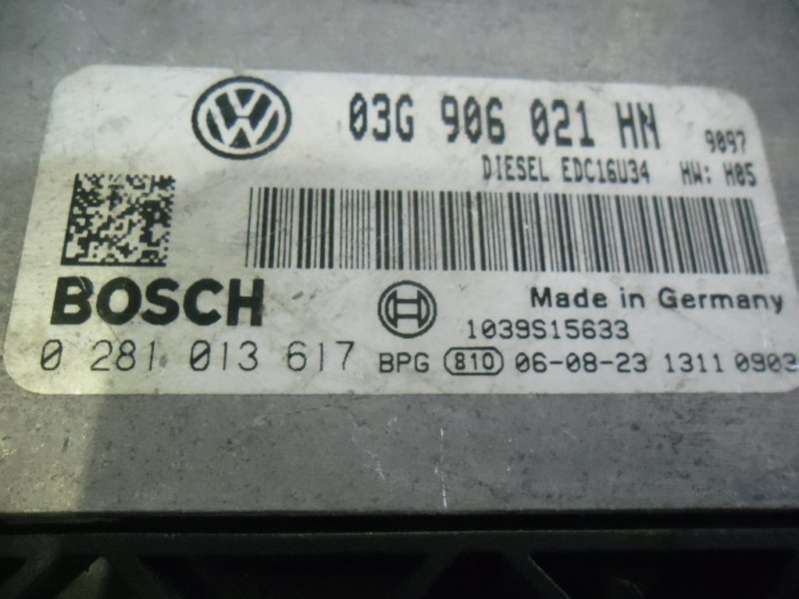 03G 906 021 HN 9097
DIESEL EDC16U34 HW: H05
BOSCH
Made in Germany
1039S15633
0 281 013 617 BPG 810 06-08-23 1311 0903